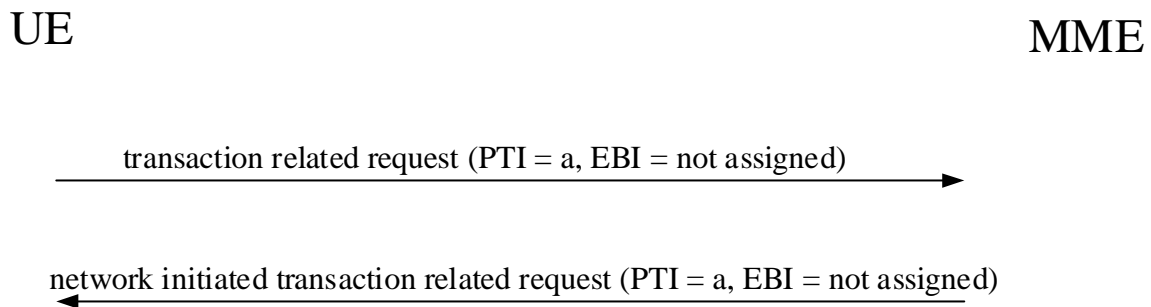 UE
MME
transaction related request (PTI = a, EBI = not assigned)
network initiated transaction related request (PTI = a, EBI = not assigned)